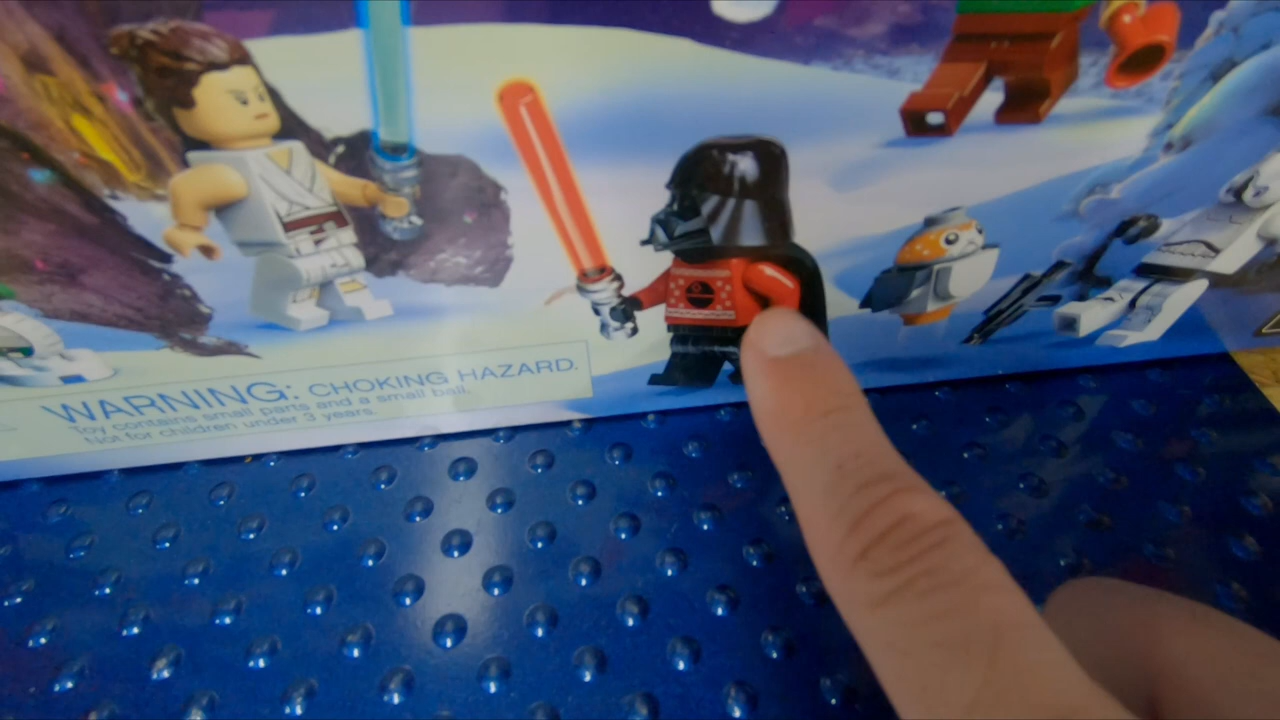 WARNING: CHOKING HAZARD.
Toy contains small parts and a small ball.
Not for children under 3 years.